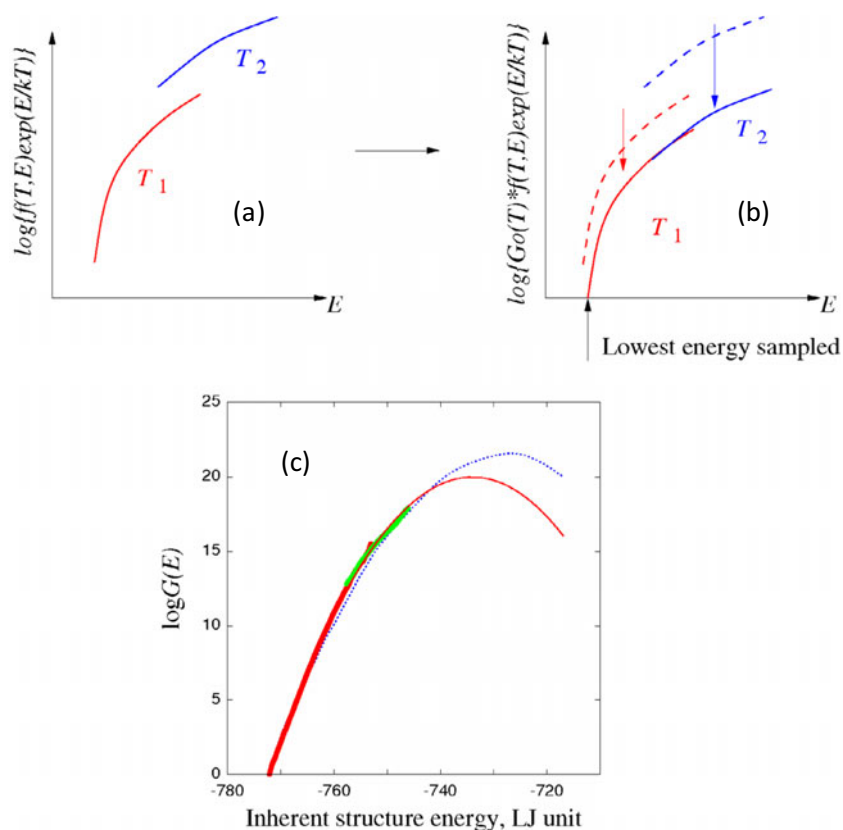 log{f(T,E)exp(E/kT)}
T 2
T 1
(a)
E
log{Go(T)*f(T,E)exp(E/kT)}
T 2
(b)
T 1
E
Lowest energy sampled
25
(c)
20
15
logG(E)
10
5
0
-780 -760 -740 -720
Inherent structure energy, LJ unit